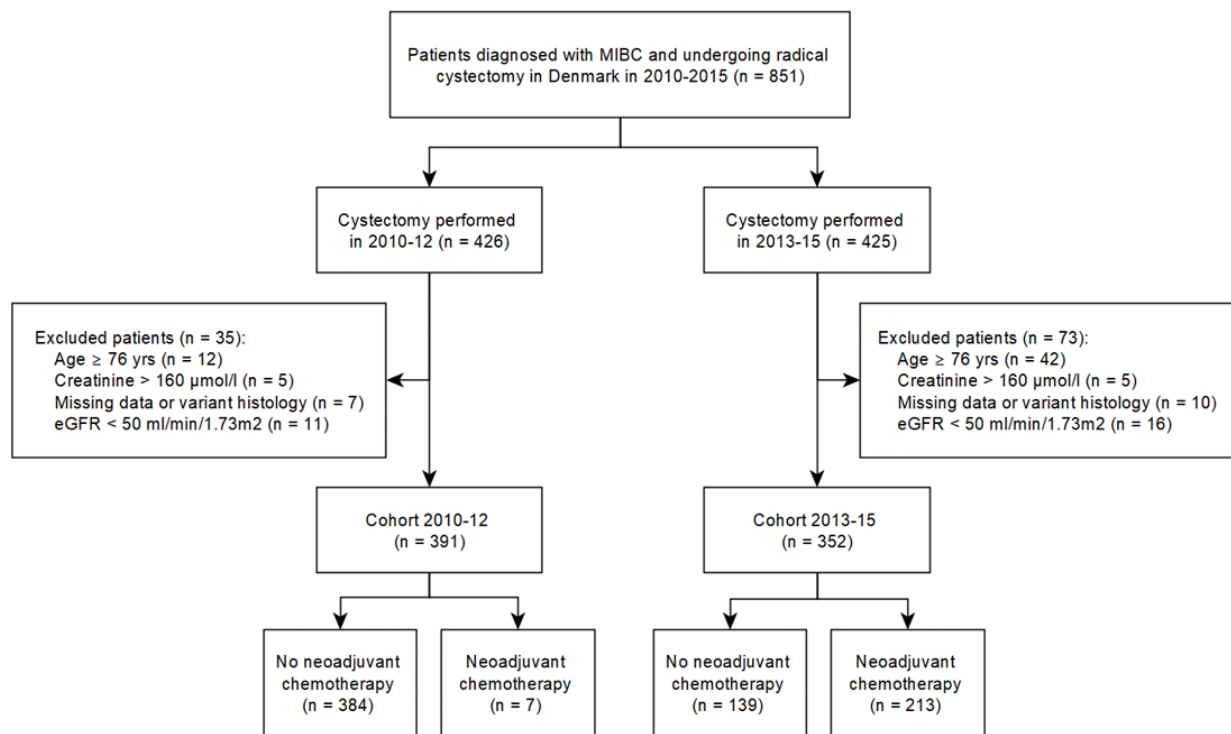 Patients diagnosed with MIBC and undergoing radical
cystectomy in Denmark in 2010-2015 (n = 851)
Cystectomy performed
in 2010-12 (n = 426)
Cystectomy performed
in 2013-15 (n = 425)
Excluded patients (n = 35):
Age ≥ 76 yrs (n = 12)
Creatinine > 160 μmol/l (n = 5)
Missing data or variant histology (n = 7)
eGFR < 50 ml/min/1.73m2 (n = 11)
Excluded patients (n = 73):
Age ≥ 76 yrs (n = 42)
Creatinine > 160 μmol/l (n = 5)
Missing data or variant histology (n = 10)
eGFR < 50 ml/min/1.73m2 (n = 16)
Cohort 2010-12
(n = 391)
Cohort 2013-15
(n = 352)
No neoadjuvant
chemotherapy
(n = 384)
Neoadjuvant
chemotherapy
(n = 7)
No neoadjuvant
chemotherapy
(n = 139)
Neoadjuvant
chemotherapy
(n = 213)